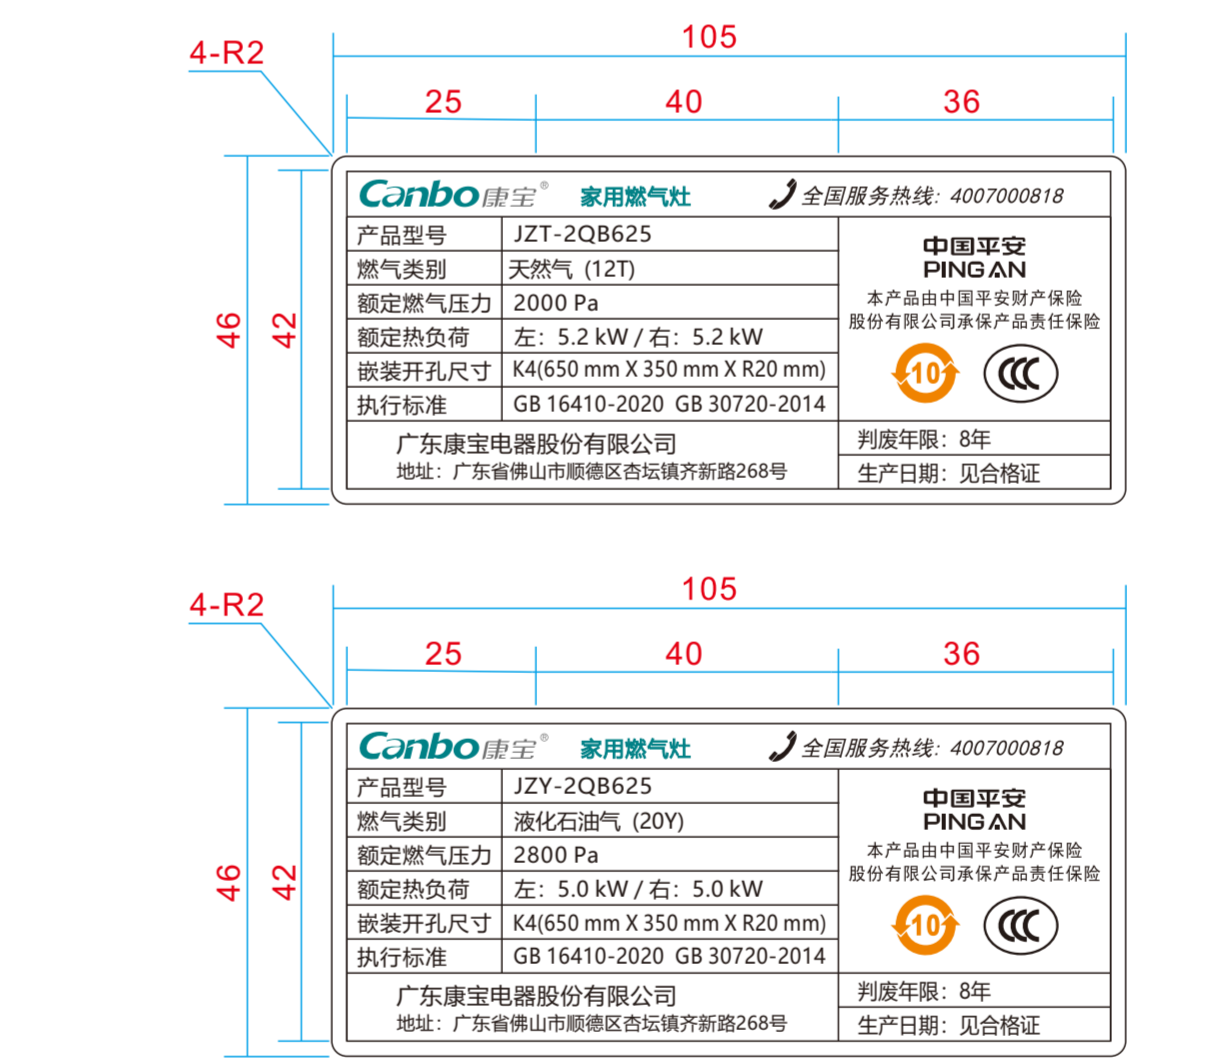 105
4-R2
25 40 36
Canbo康宝® 家用燃气灶 全国服务热线: 4007000818
产品型号 JZT-2QB625
燃气类别 天然气 (12T)
额定燃气压力 2000 Pa
额定热负荷 左: 5.2 kW / 右: 5.2 kW
嵌装开孔尺寸 K4(650 mm X 350 mm X R20 mm)
执行标准 GB 16410-2020 GB 30720-2014
中国平安
PING AN
本产品由中国平安财产保险
股份有限公司承保产品责任保险
10 CCC
46 42
广东康宝电器股份有限公司
地址: 广东省佛山市顺德区杏坛镇齐新路268号
判废年限: 8年
生产日期: 见合格证
105
4-R2
25 40 36
Canbo康宝® 家用燃气灶 全国服务热线: 4007000818
产品型号 JZY-2QB625
燃气类别 液化石油气 (20Y)
额定燃气压力 2800 Pa
额定热负荷 左: 5.0 kW / 右: 5.0 kW
嵌装开孔尺寸 K4(650 mm X 350 mm X R20 mm)
执行标准 GB 16410-2020 GB 30720-2014
中国平安
PING AN
本产品由中国平安财产保险
股份有限公司承保产品责任保险
10 CCC
46 42
广东康宝电器股份有限公司
地址: 广东省佛山市顺德区杏坛镇齐新路268号
判废年限: 8年
生产日期: 见合格证